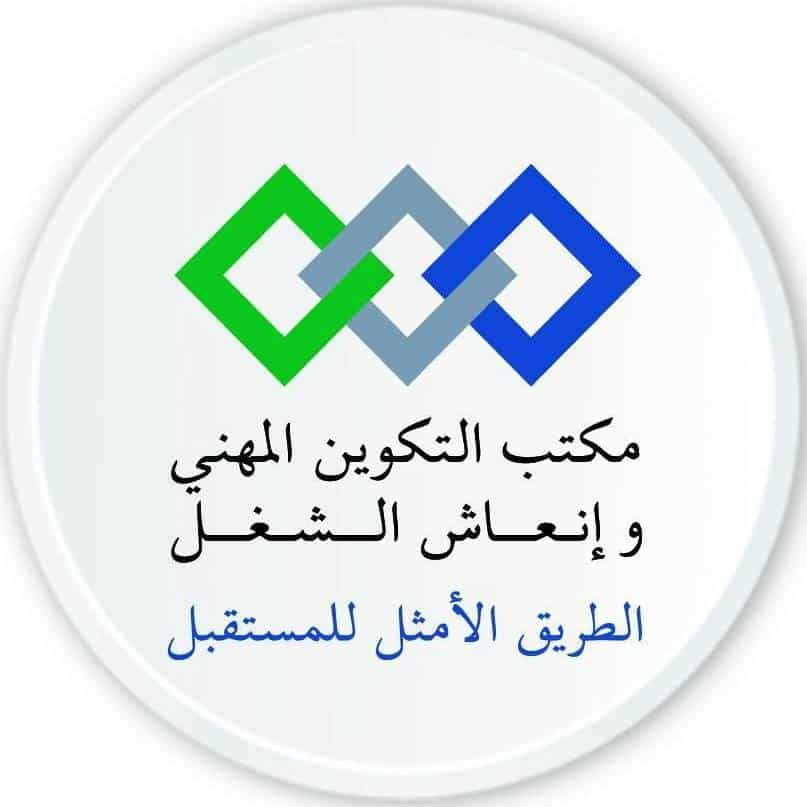 مكتب التكوين المهني
و إنعاش الشغل
الطريق الأمثل للمستقبل